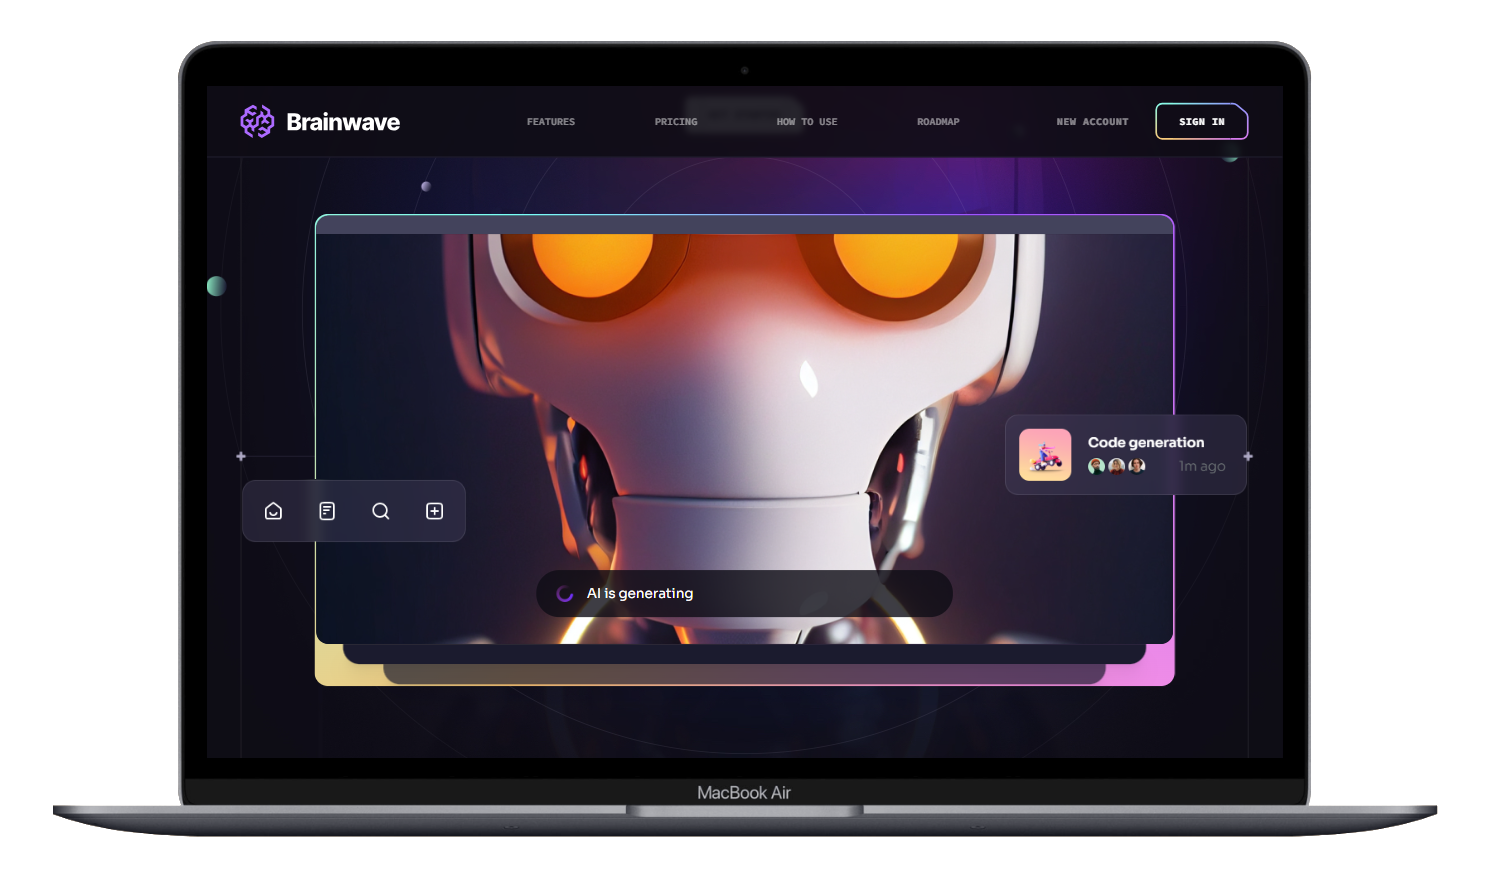 Brainwave
FEATURES
PRICING
HOW TO USE
ROADMAP
NEW ACCOUNT
SIGN IN
Code generation
1m ago
AI is generating
MacBook Air